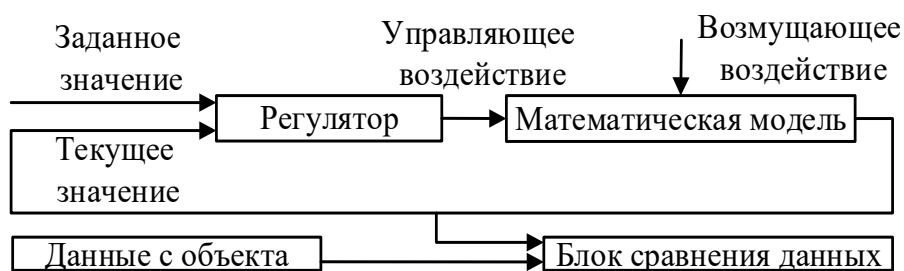 Заданное
значение
Управляющее
воздействие
Возмущающее
воздействие
Регулятор
Математическая модель
Текущее
значение
Данные с объекта
Блок сравнения данных